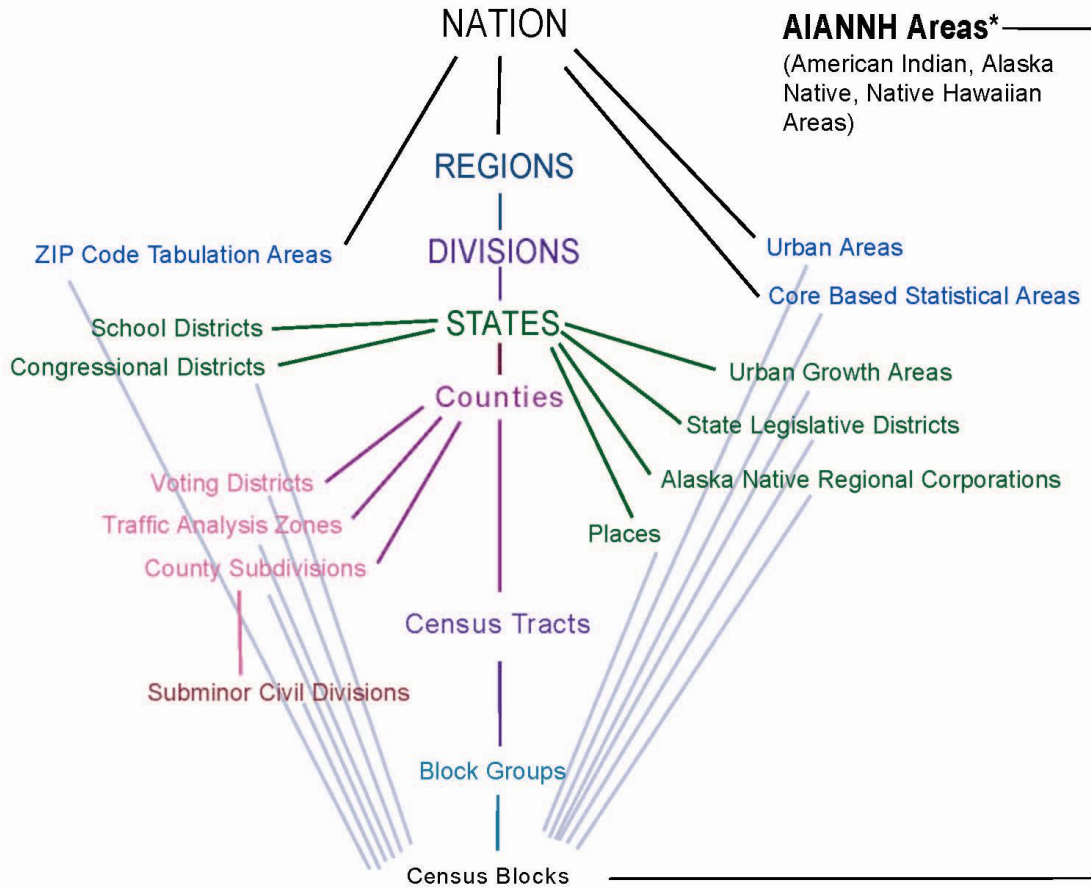 NATION
AIANNH Areas*
(American Indian, Alaska
Native, Native Hawaiian
Areas)
REGIONS
ZIP Code Tabulation Areas
DIVISIONS
Urban Areas
Core Based Statistical Areas
School Districts
STATES
Congressional Districts
Urban Growth Areas
Counties
State Legislative Districts
Voting Districts
Alaska Native Regional Corporations
Traffic Analysis Zones
Places
County Subdivisions
Census Tracts
Subminor Civil Divisions
Block Groups
Census Blocks